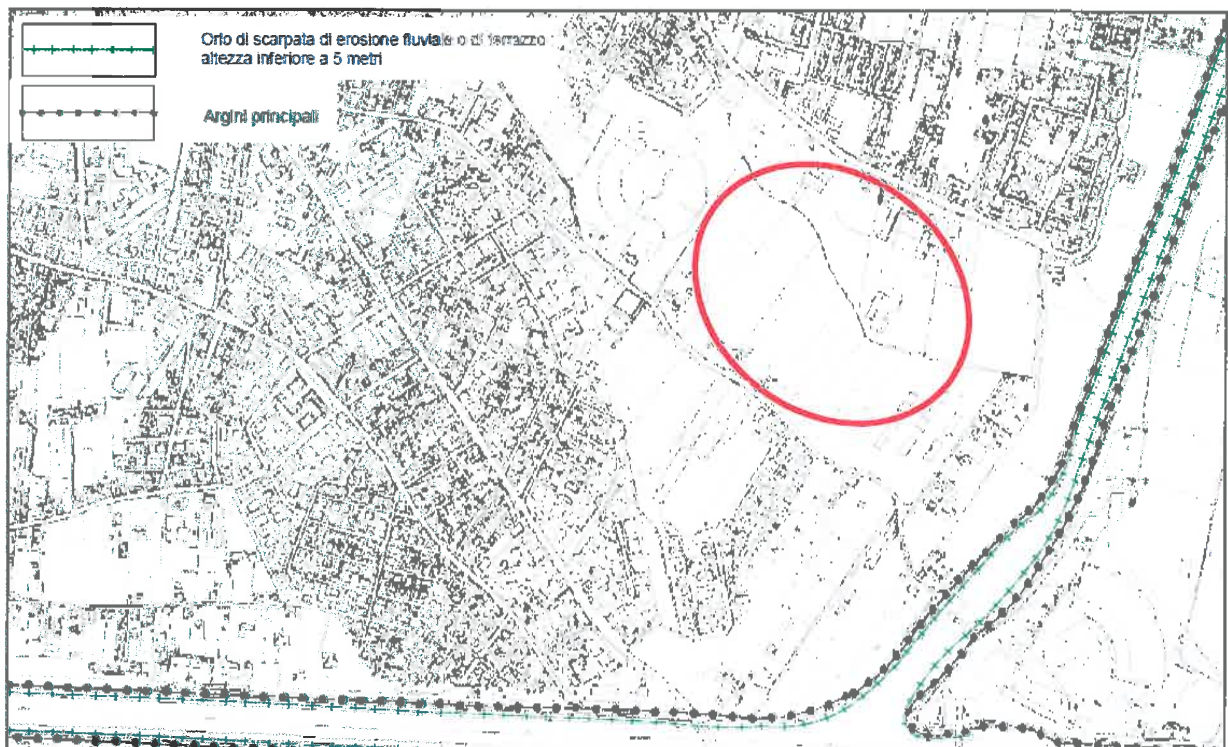 Orlo di scarpata di erosione fluviale o di terrazzo
altezza inferiore a 5 metri
Argini principali